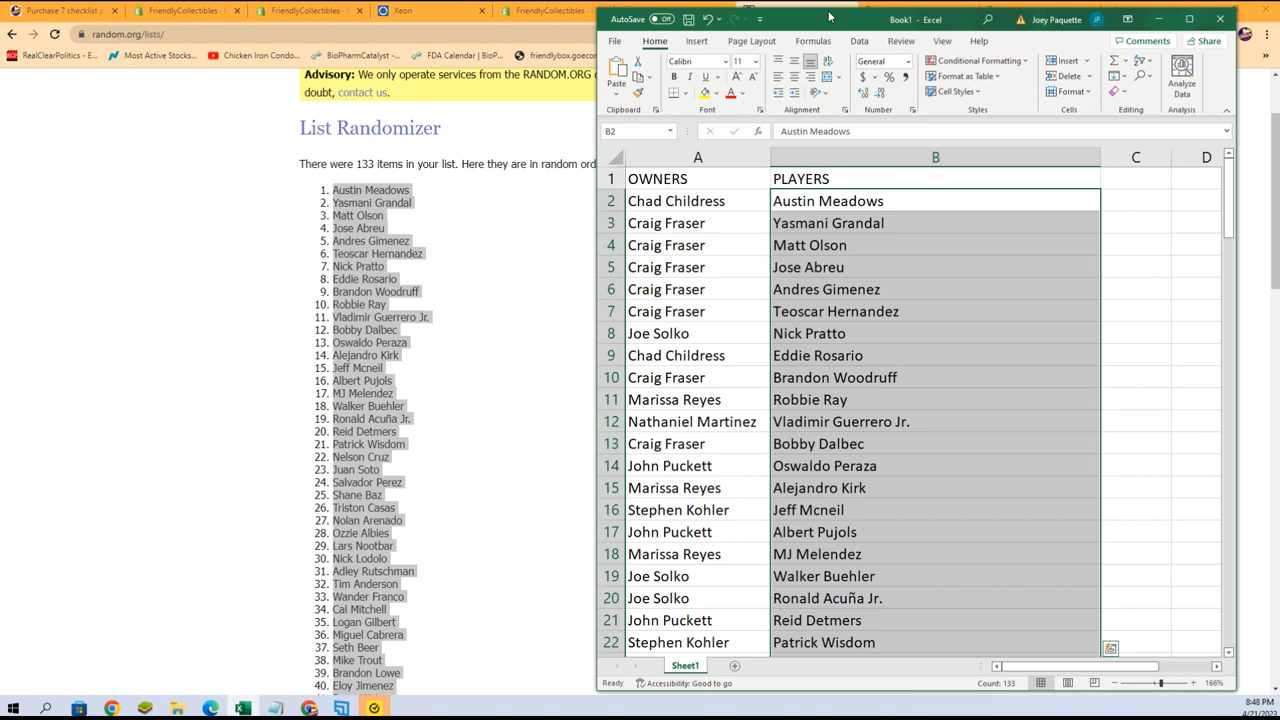 Purchase 7 checklist
FriendlyCollectibles -
FriendlyCollectibles -
Xeon
FriendlyCollectibles
random.org/lists/
RealClearPolitics - E...
Most Active Stocks...
Chicken Iron Condo...
BioPharmCatalyst -...
FDA Calendar | BioP...
friendlybox.goeco
Advisory: We only operate services from the RANDOM.ORG
doubt, contact us.
List Randomizer
There were 133 items in your list. Here they are in random ord
1. Austin Meadows
2. Yasmani Grandal
3. Matt Olson
4. Jose Abreu
5. Andres Gimenez
6. Teoscar Hernandez
7. Nick Pratto
8. Eddie Rosario
9. Brandon Woodruff
10. Robbie Ray
11. Vladimir Guerrero Jr.
12. Bobby Dalbec
13. Oswaldo Peraza
14. Alejandro Kirk
15. Jeff Mcneil
16. Albert Pujols
17. MJ Melendez
18. Walker Buehler
19. Ronald Acuña Jr.
20. Reid Detmers
21. Patrick Wisdom
22. Nelson Cruz
23. Juan Soto
24. Salvador Perez
25. Shane Baz
26. Triston Casas
27. Nolan Arenado
28. Ozzie Albies
29. Lars Nootbar
30. Nick Lodolo
31. Adley Rutschman
32. Tim Anderson
33. Wander Franco
34. Cal Mitchell
35. Logan Gilbert
36. Miguel Cabrera
37. Seth Beer
38. Mike Trout
39. Brandon Lowe
40. Eloy Jimenez
AutoSave Off
Book1 - Excel
Joey Paquette JP
File Home Insert Page Layout Formulas Data Review View Help Comments Share
Paste
Calibri 11
B I U
General
$ % ,
Conditional Formatting
Format as Table
Cell Styles
Insert
Delete
Format
Analyze Data
Clipboard Font Alignment Number Styles Cells Editing Analysis
B2 fx Austin Meadows
A B C D
1 OWNERS PLAYERS
2 Chad Childress Austin Meadows
3 Craig Fraser Yasmani Grandal
4 Craig Fraser Matt Olson
5 Craig Fraser Jose Abreu
6 Craig Fraser Andres Gimenez
7 Craig Fraser Teoscar Hernandez
8 Joe Solko Nick Pratto
9 Chad Childress Eddie Rosario
10 Craig Fraser Brandon Woodruff
11 Marissa Reyes Robbie Ray
12 Nathaniel Martinez Vladimir Guerrero Jr.
13 Craig Fraser Bobby Dalbec
14 John Puckett Oswaldo Peraza
15 Marissa Reyes Alejandro Kirk
16 Stephen Kohler Jeff Mcneil
17 John Puckett Albert Pujols
18 Marissa Reyes MJ Melendez
19 Joe Solko Walker Buehler
20 Joe Solko Ronald Acuña Jr.
21 John Puckett Reid Detmers
22 Stephen Kohler Patrick Wisdom
Sheet1
Ready Accessibility: Good to go Count: 133 166%
8:48 PM
4/21/2023